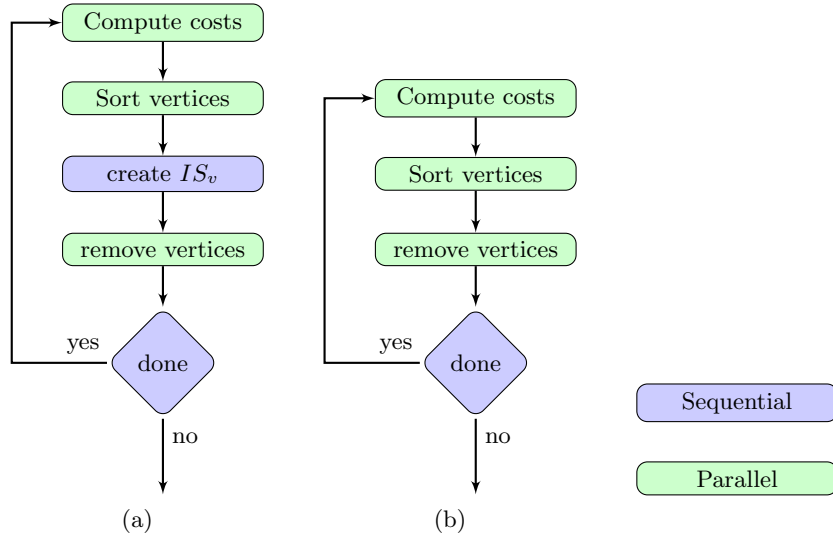 Compute costs
Sort vertices
create IS_v
remove vertices
done
yes
no
(a)
Compute costs
Sort vertices
remove vertices
done
yes
no
(b)
Sequential
Parallel